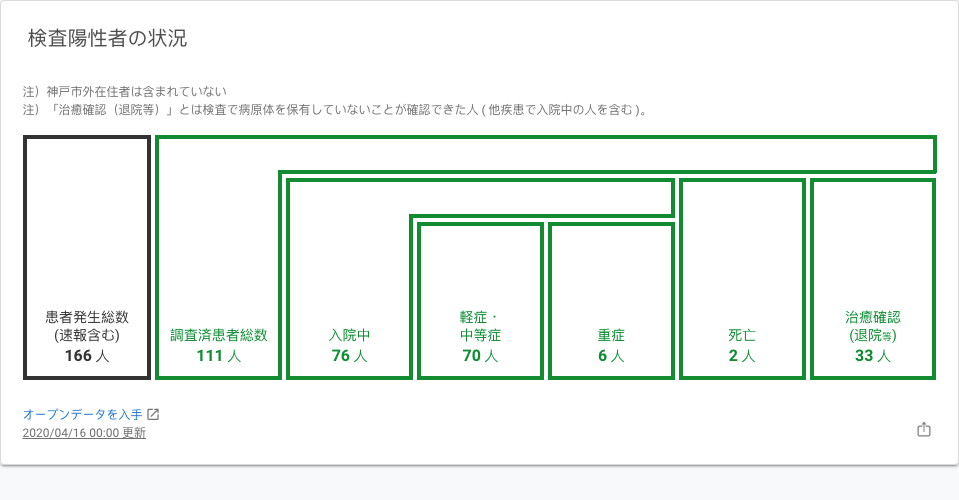 検査陽性者の状況
注）神戸市外在住者は含まれていない
注）「治癒確認（退院等）」とは検査で病原体を保有していないことが確認できた人 ( 他疾患で入院中の人を含む )。
患者発生総数
(速報含む)
166 人
調査済患者総数
111 人
入院中
76 人
軽症・
中等症
70 人
重症
6 人
死亡
2 人
治癒確認
(退院等)
33 人
オープンデータを入手
2020/04/16 00:00 更新